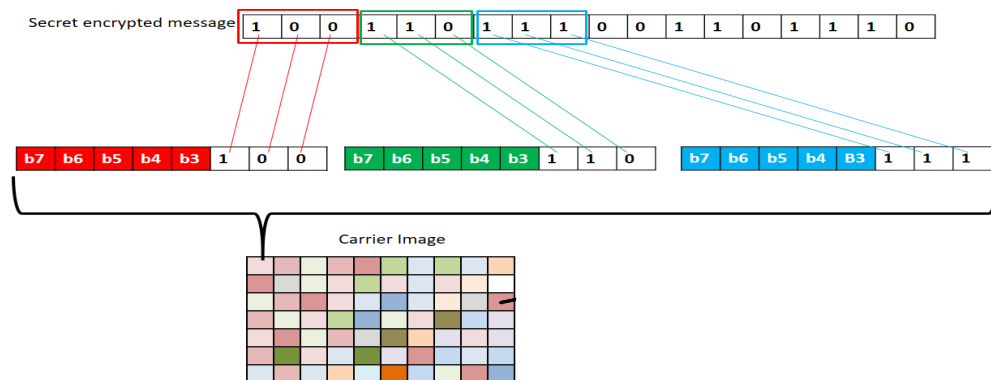 Secret encrypted message 1 0 0 1 1 0 1 1 1 0 0 1 1 0 1 1 1 0
b7 b6 b5 b4 b3 1 0 0 b7 b6 b5 b4 b3 1 1 0 b7 b6 b5 b4 B3 1 1 1
Carrier Image